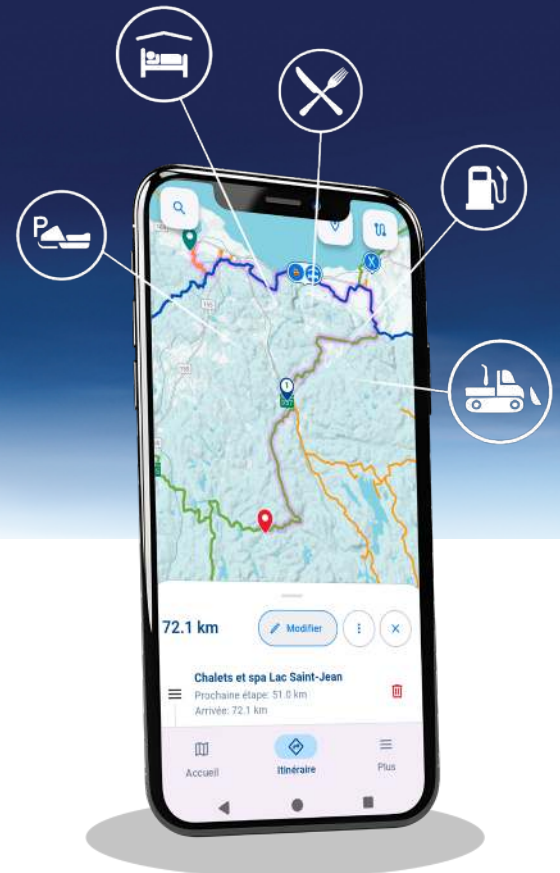 P
1
72.1 km
Modifier
Chalets et spa Lac Saint-Jean
Prochaine étape: 51.0 km
Arrivée: 72.1 km
Accueil
Itinéraire
Plus